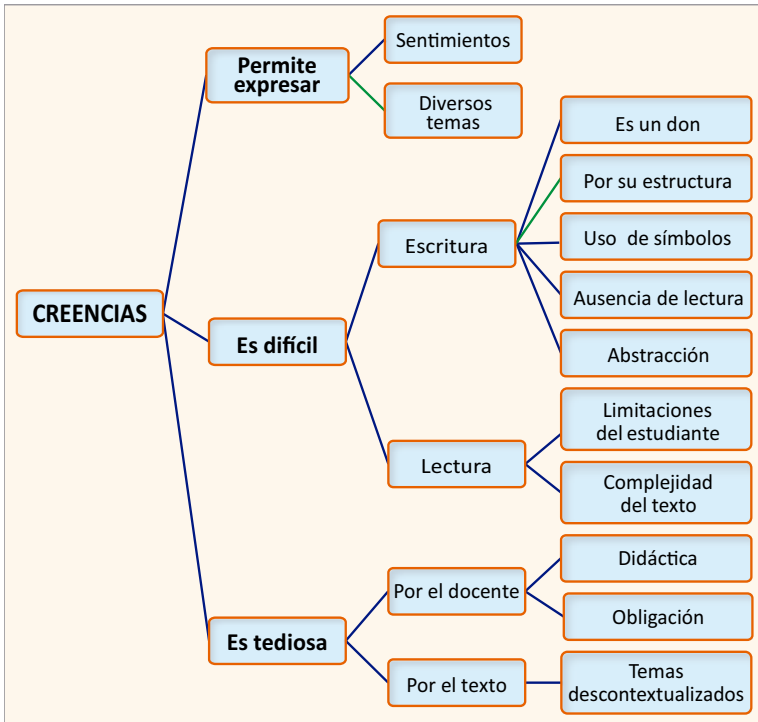 CREENCIAS
Permite
expresar
Sentimientos
Diversos
temas
Es difícil
Escritura
Es un don
Por su estructura
Uso de símbolos
Ausencia de lectura
Abstracción
Lectura
Limitaciones
del estudiante
Complejidad
del texto
Es tediosa
Por el docente
Didáctica
Obligación
Por el texto
Temas
descontextualizados